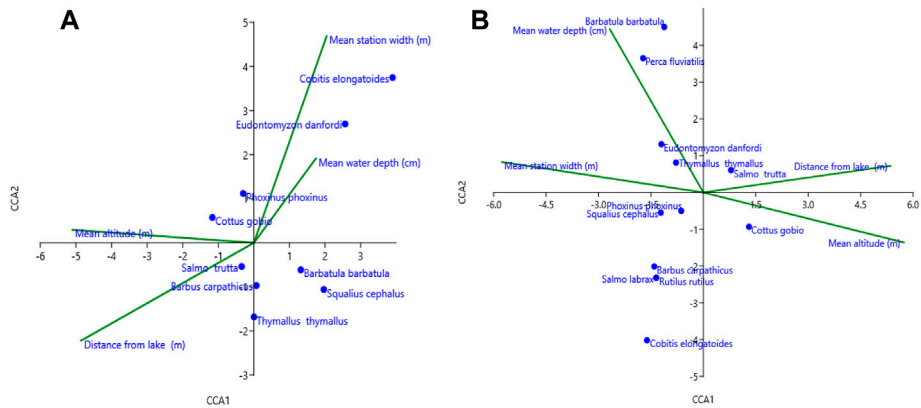 A
5
Mean station width (m)
4
Cobitis elongatoides
3
Eudontomyzon danfordi
2
Mean water depth (cm)
CCA2
1
Phoxinus phoxinus
Cottus gobio
Mean altitude (m)
-6 -5 -4 -3 -2 -1 1 2 3
Salmo trutta
Barbatula barbatula
Barbus carpathicus
-1
Squalius cephalus
Thymallus thymallus
-2
Distance from lake (m)
-3
CCA1
B
Barbatula barbatula
Mean water depth (cm)
4
Perca fluviatilis
3
2
Eudontomyzon danfordi
1
Thymallus thymallus
Mean station width (m)
Distance from lake (m)
Salmo trutta
CCA2
-6.0 -4.5 -3.0 -1.5 1.5 3.0 4.5 6.0
Phoxinus phoxinus
Squalius cephalus
-1
Cottus gobio
Mean altitude (m)
-2
Barbus carpathicus
Salmo labrax
Rutilus rutilus
-3
-4
Cobitis elongatoides
-5
CCA1